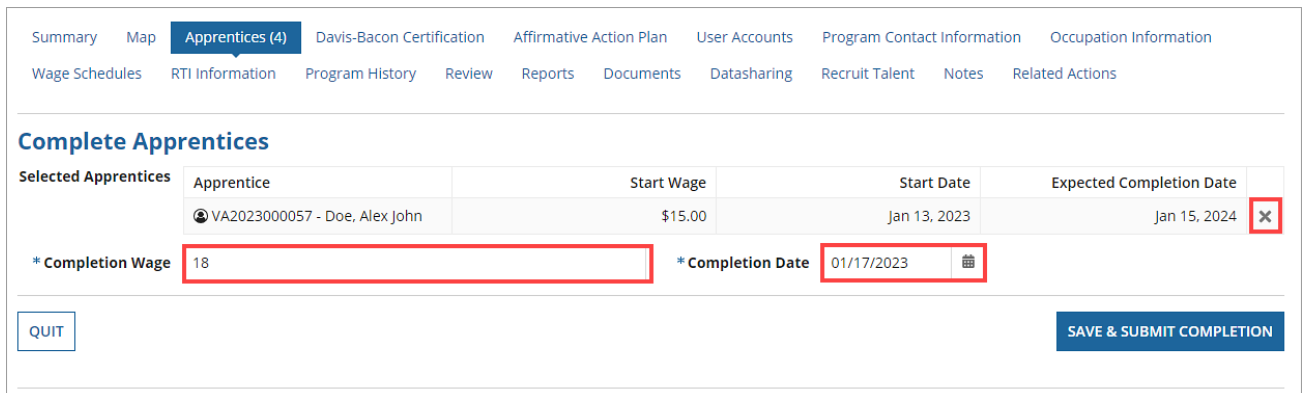 Summary Map Apprentices (4) Davis-Bacon Certification Affirmative Action Plan User Accounts Program Contact Information Occupation Information
Wage Schedules RTI Information Program History Review Reports Documents Datasharing Recruit Talent Notes Related Actions
Complete Apprentices
Selected Apprentices
Apprentice Start Wage Start Date Expected Completion Date
VA2023000057 - Doe, Alex John $15.00 Jan 13, 2023 Jan 15, 2024
* Completion Wage 18 * Completion Date 01/17/2023
QUIT SAVE & SUBMIT COMPLETION